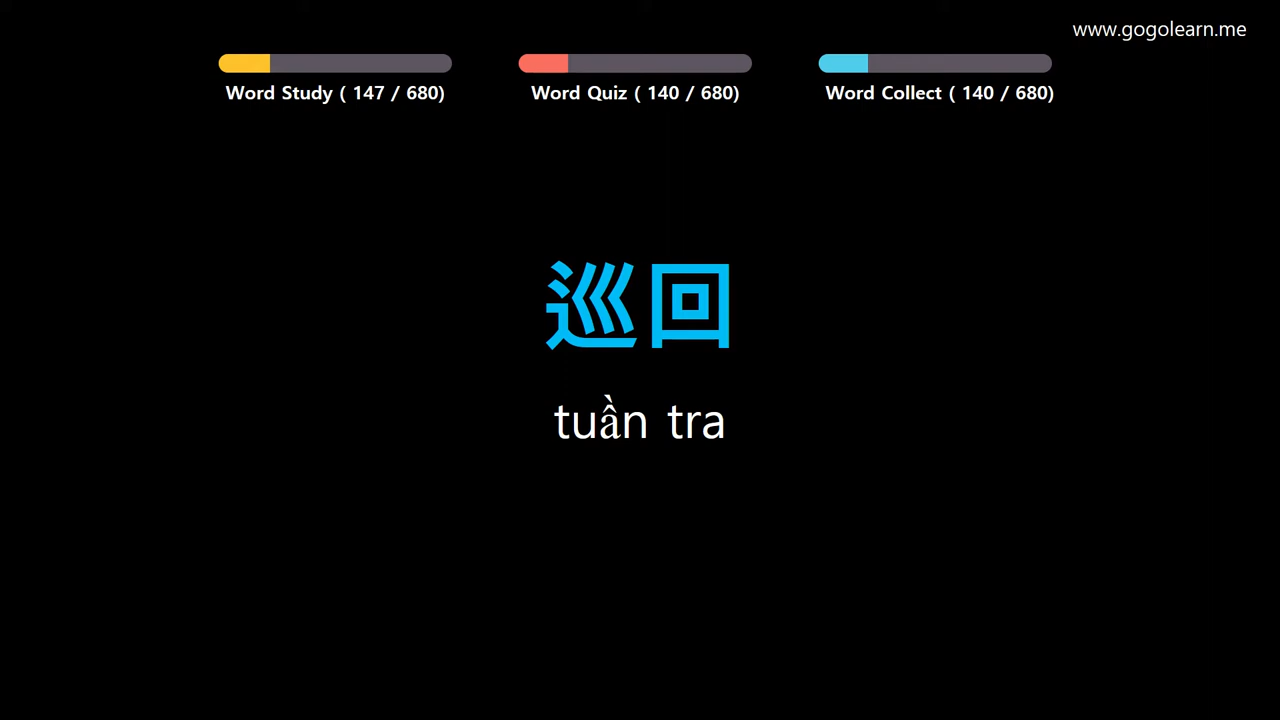 www.gogolearn.me
Word Study ( 147 / 680)
Word Quiz ( 140 / 680)
Word Collect ( 140 / 680)
巡回
tuần tra